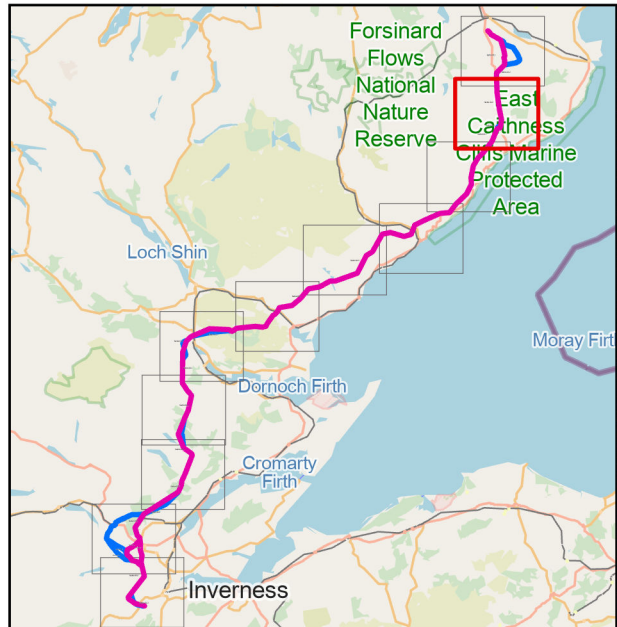 Forsinard
Flows
National
Nature
Reserve
East
Caithness
Cliffs Marine
Protected
Area
Loch Shin
Moray Firt
Dornoch Firth
Cromarty
Firth
Inverness